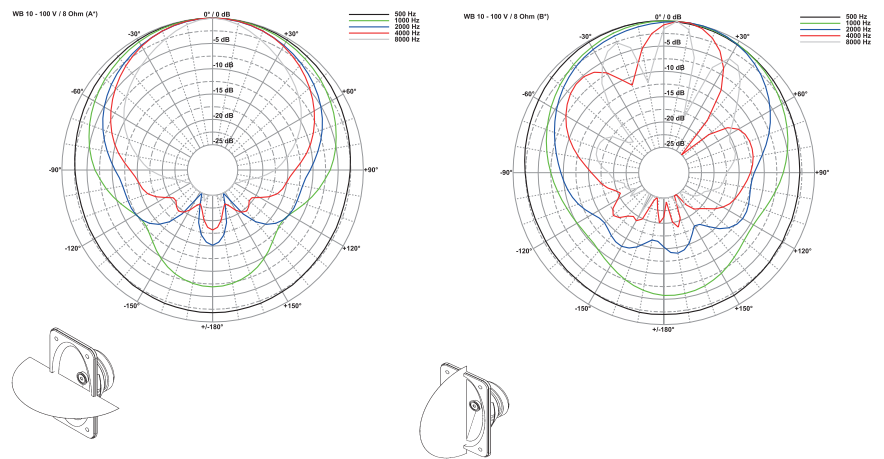 WB 10 - 100 V / 8 Ohm (A*)
500 Hz
1000 Hz
2000 Hz
4000 Hz
8000 Hz
0° / 0 dB
-5 dB
-10 dB
-15 dB
-20 dB
-25 dB
-30°
+30°
-60°
+60°
-90°
+90°
-120°
+120°
-150°
+150°
+/-180°
WB 10 - 100 V / 8 Ohm (B*)
500 Hz
1000 Hz
2000 Hz
4000 Hz
8000 Hz
0° / 0 dB
-5 dB
-10 dB
-15 dB
-20 dB
-25 dB
-30°
+30°
-60°
+60°
-90°
+90°
-120°
+120°
-150°
+150°
+/-180°